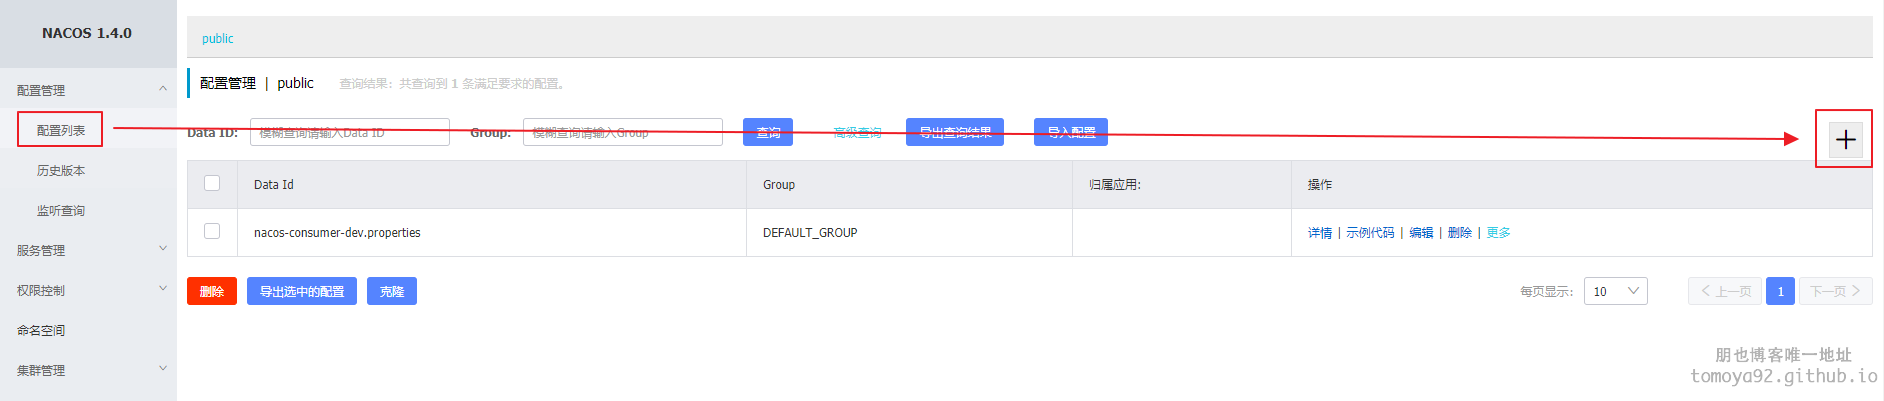 NACOS 1.4.0
public
配置管理 | public 查询结果：共查询到 1 条满足要求的配置。
配置管理
配置列表
历史版本
监听查询
服务管理
权限控制
命名空间
集群管理
Data ID: 模糊查询请输入Data ID Group: 模糊查询请输入Group 查询 高级查询 导出查询结果 导入配置
Data Id Group 归属应用: 操作
nacos-consumer-dev.properties DEFAULT_GROUP 详情 | 示例代码 | 编辑 | 删除 | 更多
删除 导出选中的配置 克隆 每页显示: 10 上一页 1 下一页
朋也博客唯一地址
tomoya92.github.io